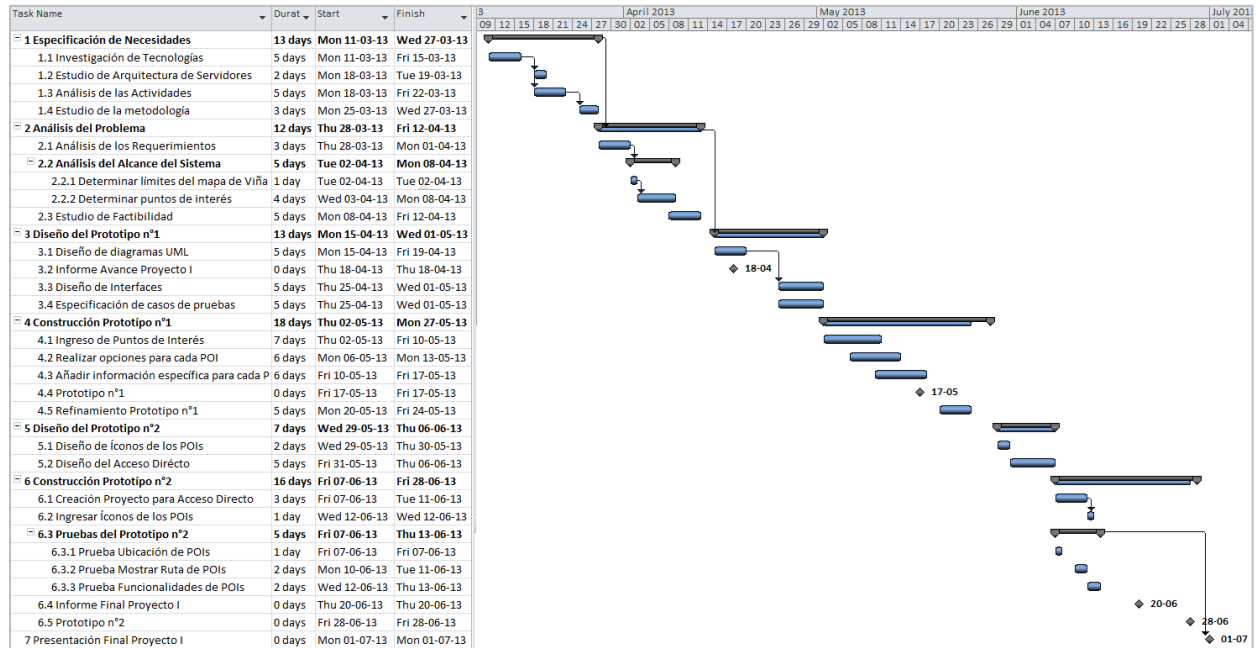 Task Name Durat Start Finish 3 April 2013 May 2013 June 2013 July 201
09 12 15 18 21 24 27 30 02 05 08 11 14 17 20 23 26 29 02 05 08 11 14 17 20 23 26 29 01 04 07 10 13 16 19 22 25 28 01 04
1 Especificación de Necesidades 13 days Mon 11-03-13 Wed 27-03-13
1.1 Investigación de Tecnologías 5 days Mon 11-03-13 Fri 15-03-13
1.2 Estudio de Arquitectura de Servidores 2 days Mon 18-03-13 Tue 19-03-13
1.3 Análisis de las Actividades 5 days Mon 18-03-13 Fri 22-03-13
1.4 Estudio de la metodología 3 days Mon 25-03-13 Wed 27-03-13
2 Análisis del Problema 12 days Thu 28-03-13 Fri 12-04-13
2.1 Análisis de los Requerimientos 3 days Thu 28-03-13 Mon 01-04-13
2.2 Análisis del Alcance del Sistema 5 days Tue 02-04-13 Mon 08-04-13
2.2.1 Determinar límites del mapa de Viña 1 day Tue 02-04-13 Tue 02-04-13
2.2.2 Determinar puntos de interés 4 days Wed 03-04-13 Mon 08-04-13
2.3 Estudio de Factibilidad 5 days Mon 08-04-13 Fri 12-04-13
3 Diseño del Prototipo n°1 13 days Mon 15-04-13 Wed 01-05-13
3.1 Diseño de diagramas UML 5 days Mon 15-04-13 Fri 19-04-13
3.2 Informe Avance Proyecto I 0 days Thu 18-04-13 Thu 18-04-13 18-04
3.3 Diseño de Interfaces 5 days Thu 25-04-13 Wed 01-05-13
3.4 Especificación de casos de pruebas 5 days Thu 25-04-13 Wed 01-05-13
4 Construcción Prototípo n°1 18 days Thu 02-05-13 Mon 27-05-13
4.1 Ingreso de Puntos de Interés 7 days Thu 02-05-13 Fri 10-05-13
4.2 Realizar opciones para cada POI 6 days Mon 06-05-13 Mon 13-05-13
4.3 Añadir información específica para cada P 6 days Fri 10-05-13 Fri 17-05-13
4.4 Prototipo n°1 0 days Fri 17-05-13 Fri 17-05-13 17-05
4.5 Refinamiento Prototipo n°1 5 days Mon 20-05-13 Fri 24-05-13
5 Diseño del Prototipo n°2 7 days Wed 29-05-13 Thu 06-06-13
5.1 Diseño de Íconos de los POIs 2 days Wed 29-05-13 Thu 30-05-13
5.2 Diseño del Acceso Dirécto 5 days Fri 31-05-13 Thu 06-06-13
6 Construcción Prototípo n°2 16 days Fri 07-06-13 Fri 28-06-13
6.1 Creación Proyecto para Acceso Directo 3 days Fri 07-06-13 Tue 11-06-13
6.2 Ingresar Íconos de los POIs 1 day Wed 12-06-13 Wed 12-06-13
6.3 Pruebas del Prototipo n°2 5 days Fri 07-06-13 Thu 13-06-13
6.3.1 Prueba Ubicación de POIs 1 day Fri 07-06-13 Fri 07-06-13
6.3.2 Prueba Mostrar Ruta de POIs 2 days Mon 10-06-13 Tue 11-06-13
6.3.3 Prueba Funcionalidades de POIs 2 days Wed 12-06-13 Thu 13-06-13
6.4 Informe Final Proyecto I 0 days Thu 20-06-13 Thu 20-06-13 20-06
6.5 Prototipo n°2 0 days Fri 28-06-13 Fri 28-06-13 28-06
7 Presentación Final Proyecto I 0 days Mon 01-07-13 Mon 01-07-13 01-07